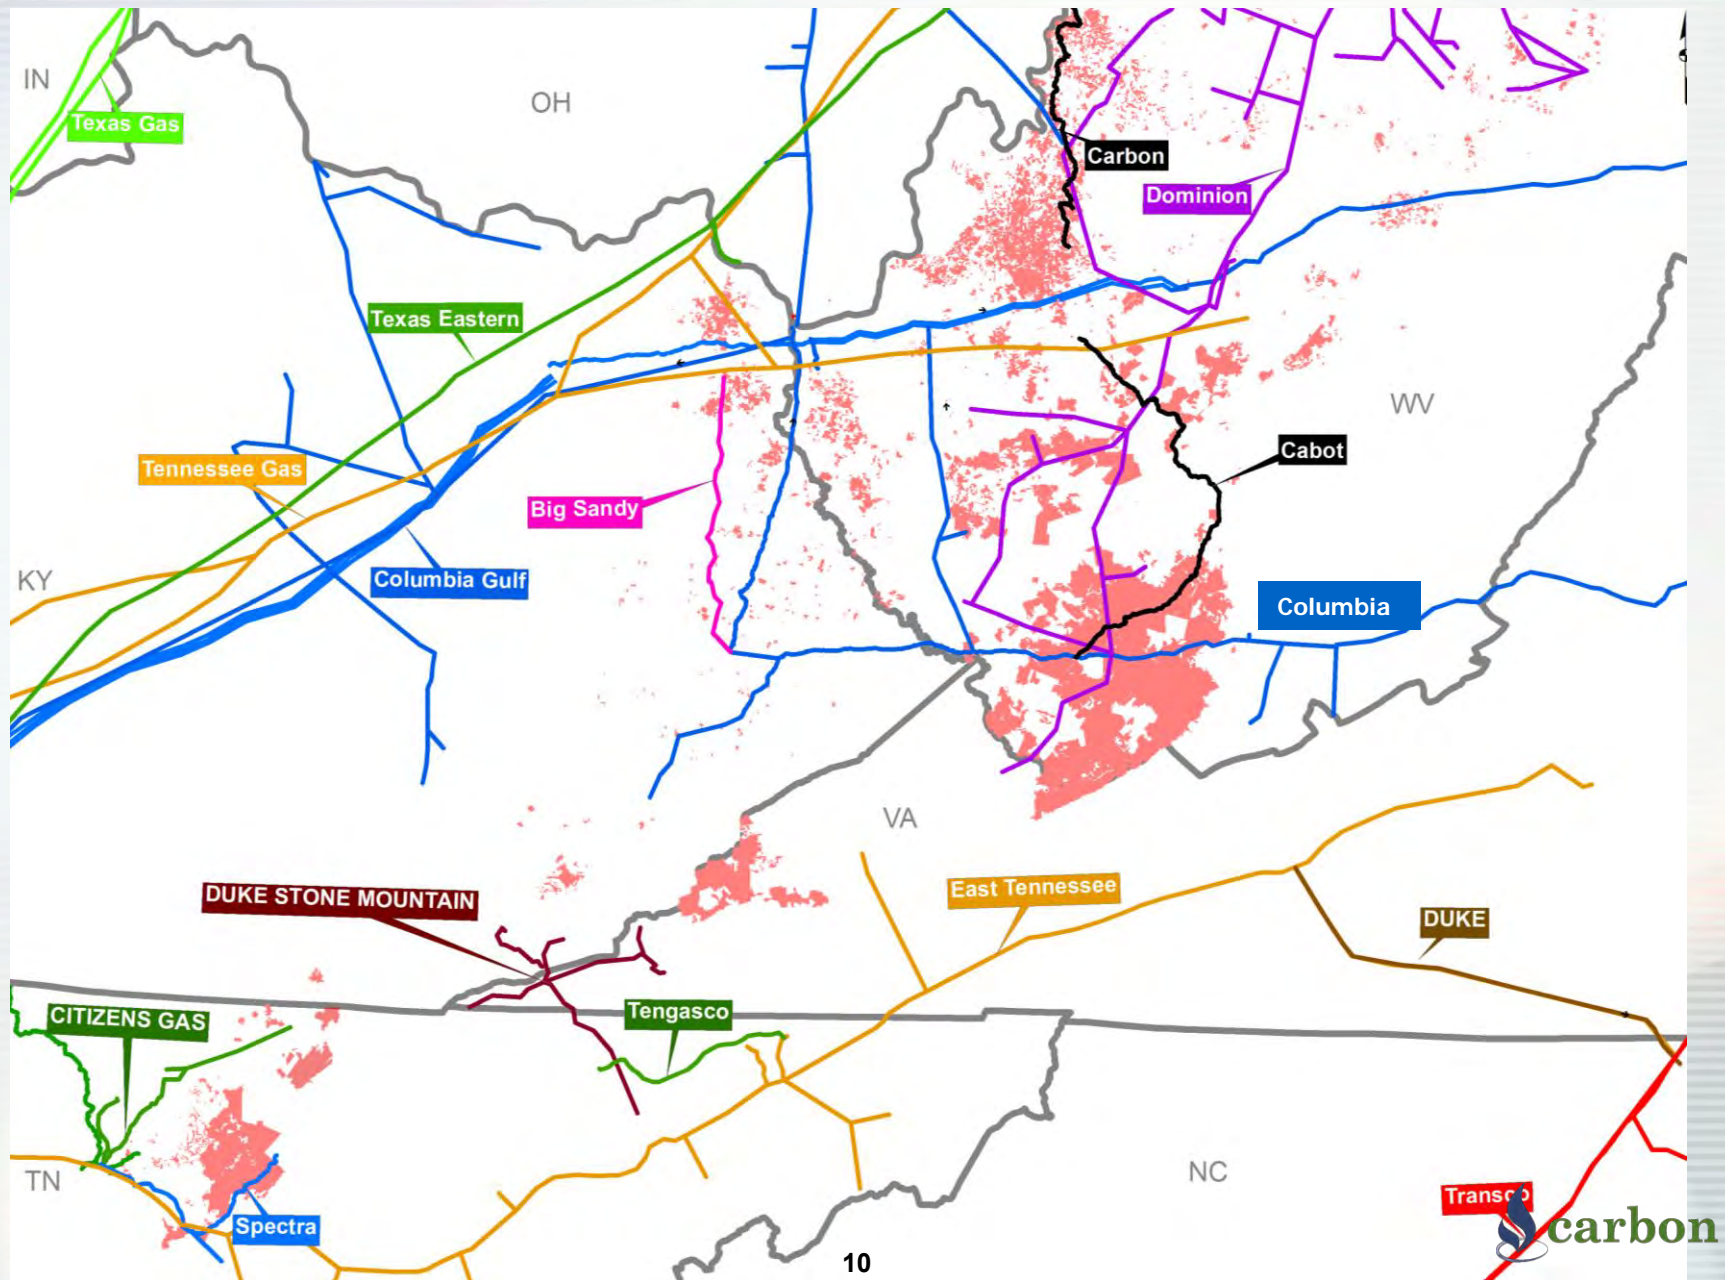 IN
OH
Texas Gas
Carbon
Dominion
Texas Eastern
WV
Cabot
Tennessee Gas
Big Sandy
KY
Columbia Gulf
Columbia
VA
DUKE STONE MOUNTAIN
East Tennessee
DUKE
CITIZENS GAS
Tengasco
TN
NC
Transco
Spectra
carbon
10